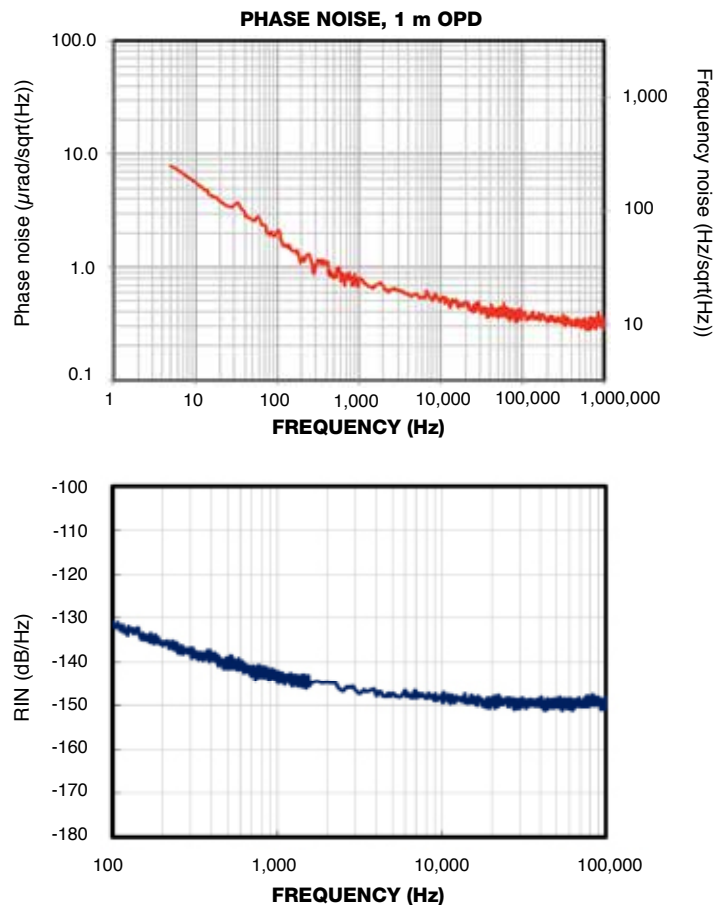 PHASE NOISE, 1 m OPD
Phase noise (μrad/sqrt(Hz))
100.0
10.0
1.0
0.1
1,000
100
10
Frequency noise (Hz/sqrt(Hz))
1 10 100 1,000 10,000 100,000 1,000,000
FREQUENCY (Hz)
RIN (dB/Hz)
-100
-110
-120
-130
-140
-150
-160
-170
-180
100 1,000 10,000 100,000
FREQUENCY (Hz)